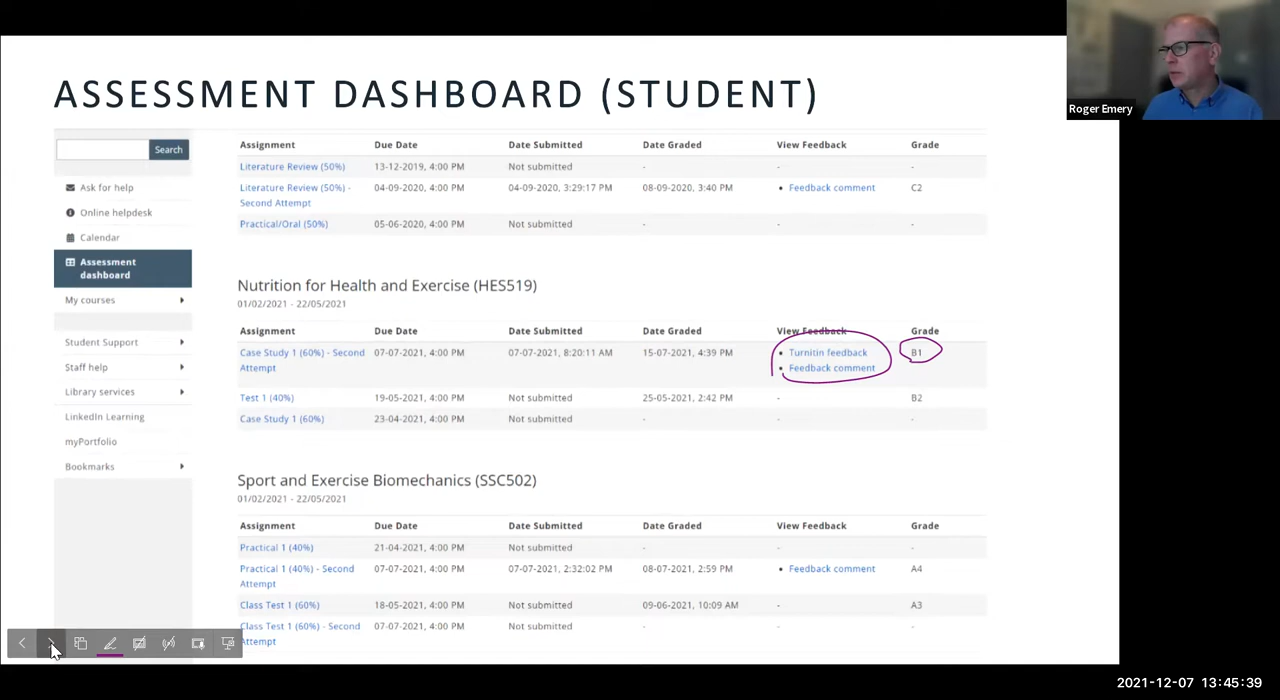 Roger Emery
ASSESSMENT DASHBOARD (STUDENT)
Search
Ask for help
Online helpdesk
Calendar
Assessment
dashboard
My courses
Student Support
Staff help
Library services
LinkedIn Learning
myPortfolio
Bookmarks
Assignment Due Date Date Submitted Date Graded View Feedback Grade
Literature Review (50%) 13-12-2019, 4:00 PM Not submitted - - -
Literature Review (50%) - 04-09-2020, 4:00 PM 04-09-2020, 3:29:17 PM 08-09-2020, 3:40 PM • Feedback comment C2
Second Attempt
Practical/Oral (50%) 05-06-2020, 4:00 PM Not submitted - - -
Nutrition for Health and Exercise (HES519)
01/02/2021 - 22/05/2021
Assignment Due Date Date Submitted Date Graded View Feedback Grade
Case Study 1 (60%) - Second 07-07-2021, 4:00 PM 07-07-2021, 8:20:11 AM 15-07-2021, 4:39 PM • Turnitin feedback B1
Attempt • Feedback comment
Test 1 (40%) 19-05-2021, 4:00 PM Not submitted 25-05-2021, 2:42 PM - B2
Case Study 1 (60%) 23-04-2021, 4:00 PM Not submitted - - -
Sport and Exercise Biomechanics (SSC502)
01/02/2021 - 22/05/2021
Assignment Due Date Date Submitted Date Graded View Feedback Grade
Practical 1 (40%) 21-04-2021, 4:00 PM Not submitted - - -
Practical 1 (40%) - Second 07-07-2021, 4:00 PM 07-07-2021, 2:32:02 PM 08-07-2021, 2:59 PM • Feedback comment A4
Attempt
Class Test 1 (60%) 18-05-2021, 4:00 PM Not submitted 09-06-2021, 10:09 AM - A3
Class Test 1 (60%) - Second 07-07-2021, 4:00 PM Not submitted - - -
Attempt
2021-12-07 13:45:39